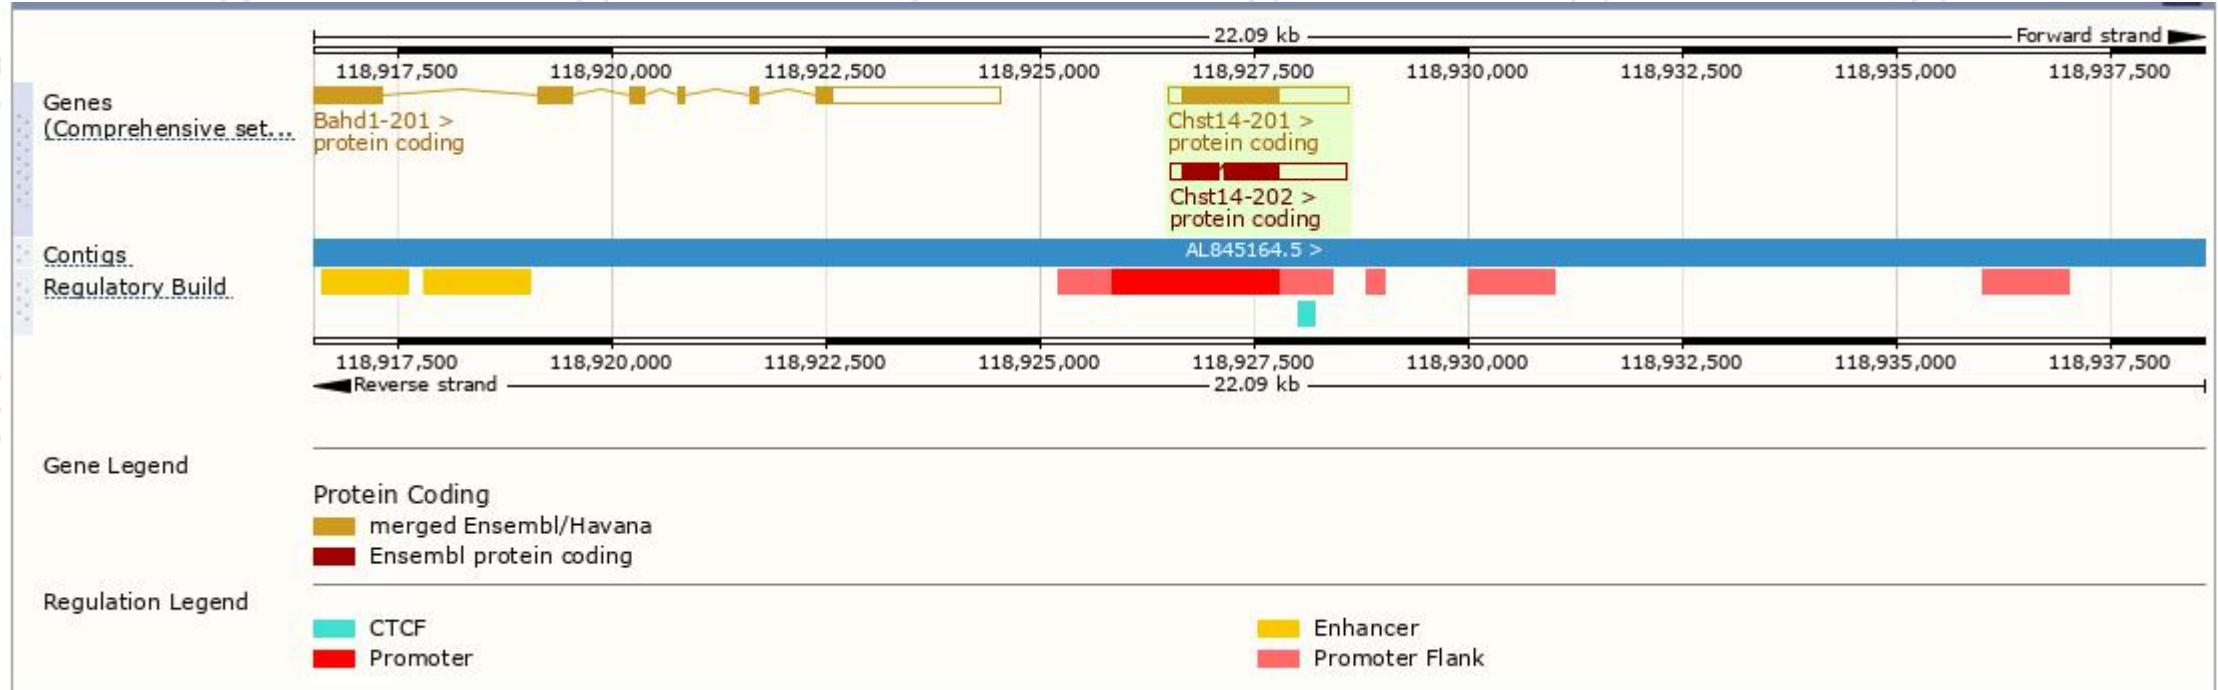 22.09 kb
Forward strand
118,917,500 118,920,000 118,922,500 118,925,000 118,927,500 118,930,000 118,932,500 118,935,000 118,937,500
Genes
(Comprehensive set...
Bahd1-201 >
protein coding
Chst14-201 >
protein coding
Chst14-202 >
protein coding
Contigs
AL845164.5 >
Regulatory Build
118,917,500 118,920,000 118,922,500 118,925,000 118,927,500 118,930,000 118,932,500 118,935,000 118,937,500
Reverse strand
22.09 kb
Gene Legend
Protein Coding
merged Ensembl/Havana
Ensembl protein coding
Regulation Legend
CTCF
Enhancer
Promoter
Promoter Flank